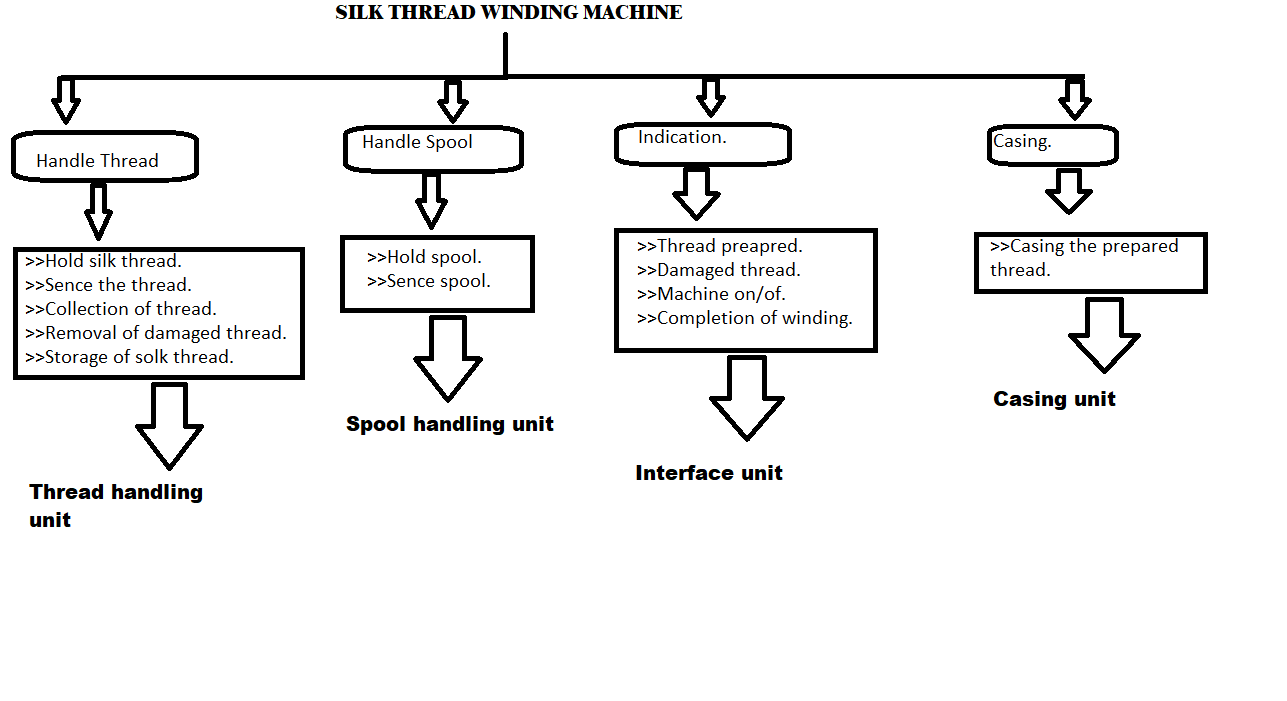 SILK THREAD WINDING MACHINE
Handle Thread
Handle Spool
Indication.
Casing.
>>Hold silk thread.
>>Sence the thread.
>>Collection of thread.
>>Removal of damaged thread.
>>Storage of solk thread.
>>Hold spool.
>>Sence spool.
>>Thread preapred.
>>Damaged thread.
>>Machine on/of.
>>Completion of winding.
>>Casing the prepared
thread.
Thread handling
unit
Spool handling unit
Interface unit
Casing unit